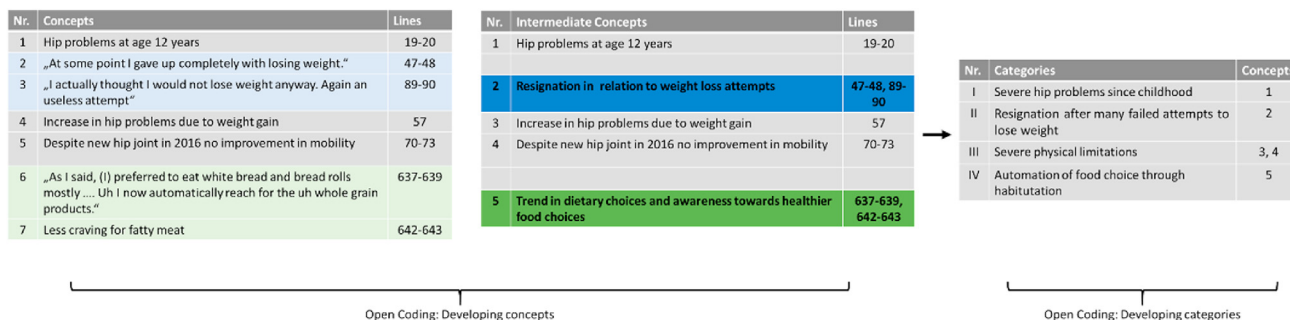 Nr. Concepts Lines
1 Hip problems at age 12 years 19-20
2 „At some point I gave up completely with losing weight.“ 47-48
3 „I actually thought I would not lose weight anyway. Again an 89-90
useless attempt“
4 Increase in hip problems due to weight gain 57
5 Despite new hip joint in 2016 no improvement in mobility 70-73
6 „As I said, (I) preferred to eat white bread and bread rolls 637-639
mostly .... Uh I now automatically reach for the uh whole grain
products.“
7 Less craving for fatty meat 642-643
Nr. Intermediate Concepts Lines
1 Hip problems at age 12 years 19-20
2 Resignation in relation to weight loss attempts 47-48, 89-
90
3 Increase in hip problems due to weight gain 57
4 Despite new hip joint in 2016 no improvement in mobility 70-73
5 Trend in dietary choices and awareness towards healthier 637-639,
food choices 642-643
Nr. Categories Concept
I Severe hip problems since childhood 1
II Resignation after many failed attempts to 2
lose weight
III Severe physical limitations 3, 4
IV Automation of food choice through 5
habitutation
Open Coding: Developing concepts
Open Coding: Developing categories